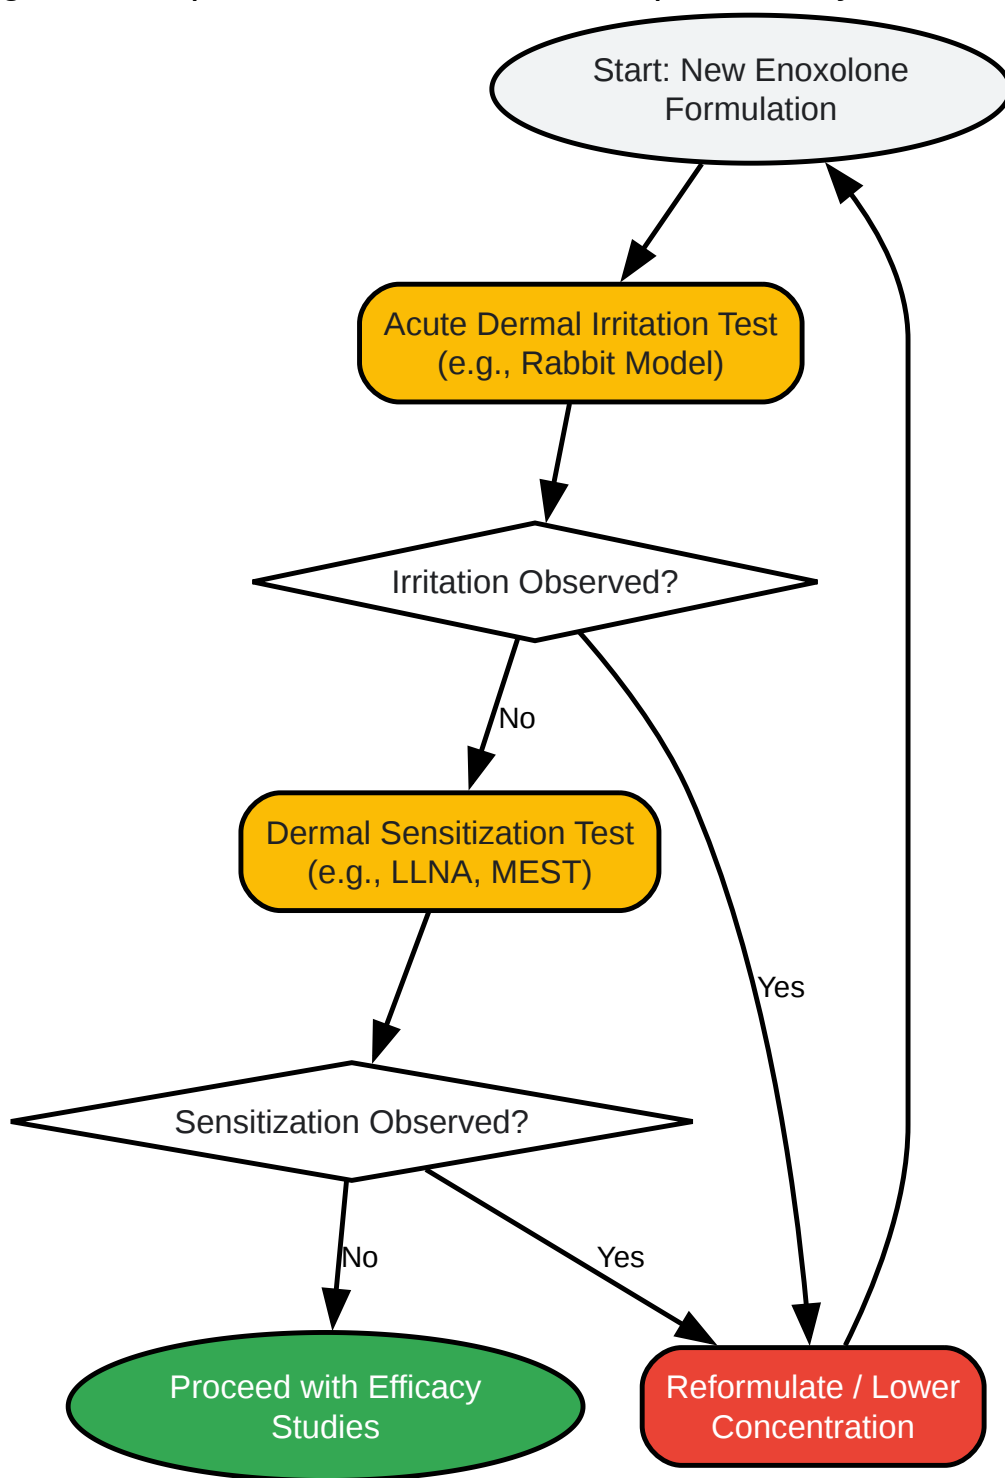 Start: New Enoxolone
Formulation
Acute Dermal Irritation Test
(e.g., Rabbit Model)
Irritation Observed?
No
Dermal Sensitization Test
(e.g., LLNA, MEST)
Yes
Sensitization Observed?
No
Yes
Proceed with Efficacy
Studies
Reformulate / Lower
Concentration